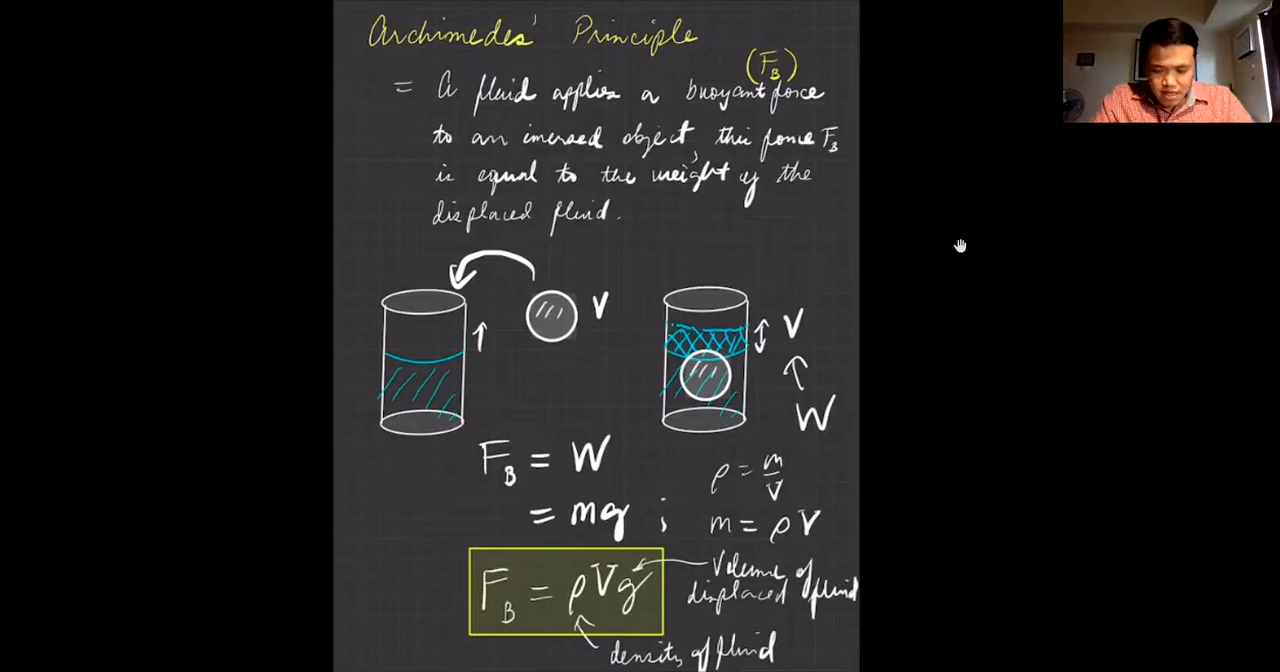 Archimedes' Principle
(F_B)
= A fluid applies a buoyant force
to an imersed object, this force F_B
is equal to the weight of the
displaced fluid.
V
V
W
F_B = W
= mg ;
ρ = m/V
m = ρV
F_B = ρVg
Volume of
displaced fluid
density of fluid